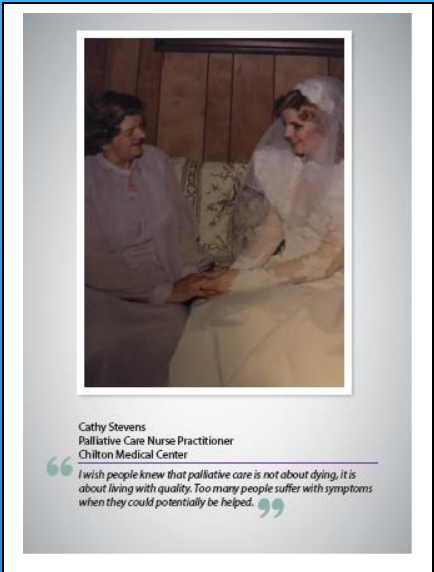 Cathy Stevens
Palliative Care Nurse Practitioner
Chilton Medical Center
“ I wish people knew that palliative care is not about dying, it is
about living with quality. Too many people suffer with symptoms
when they could potentially be helped. ”